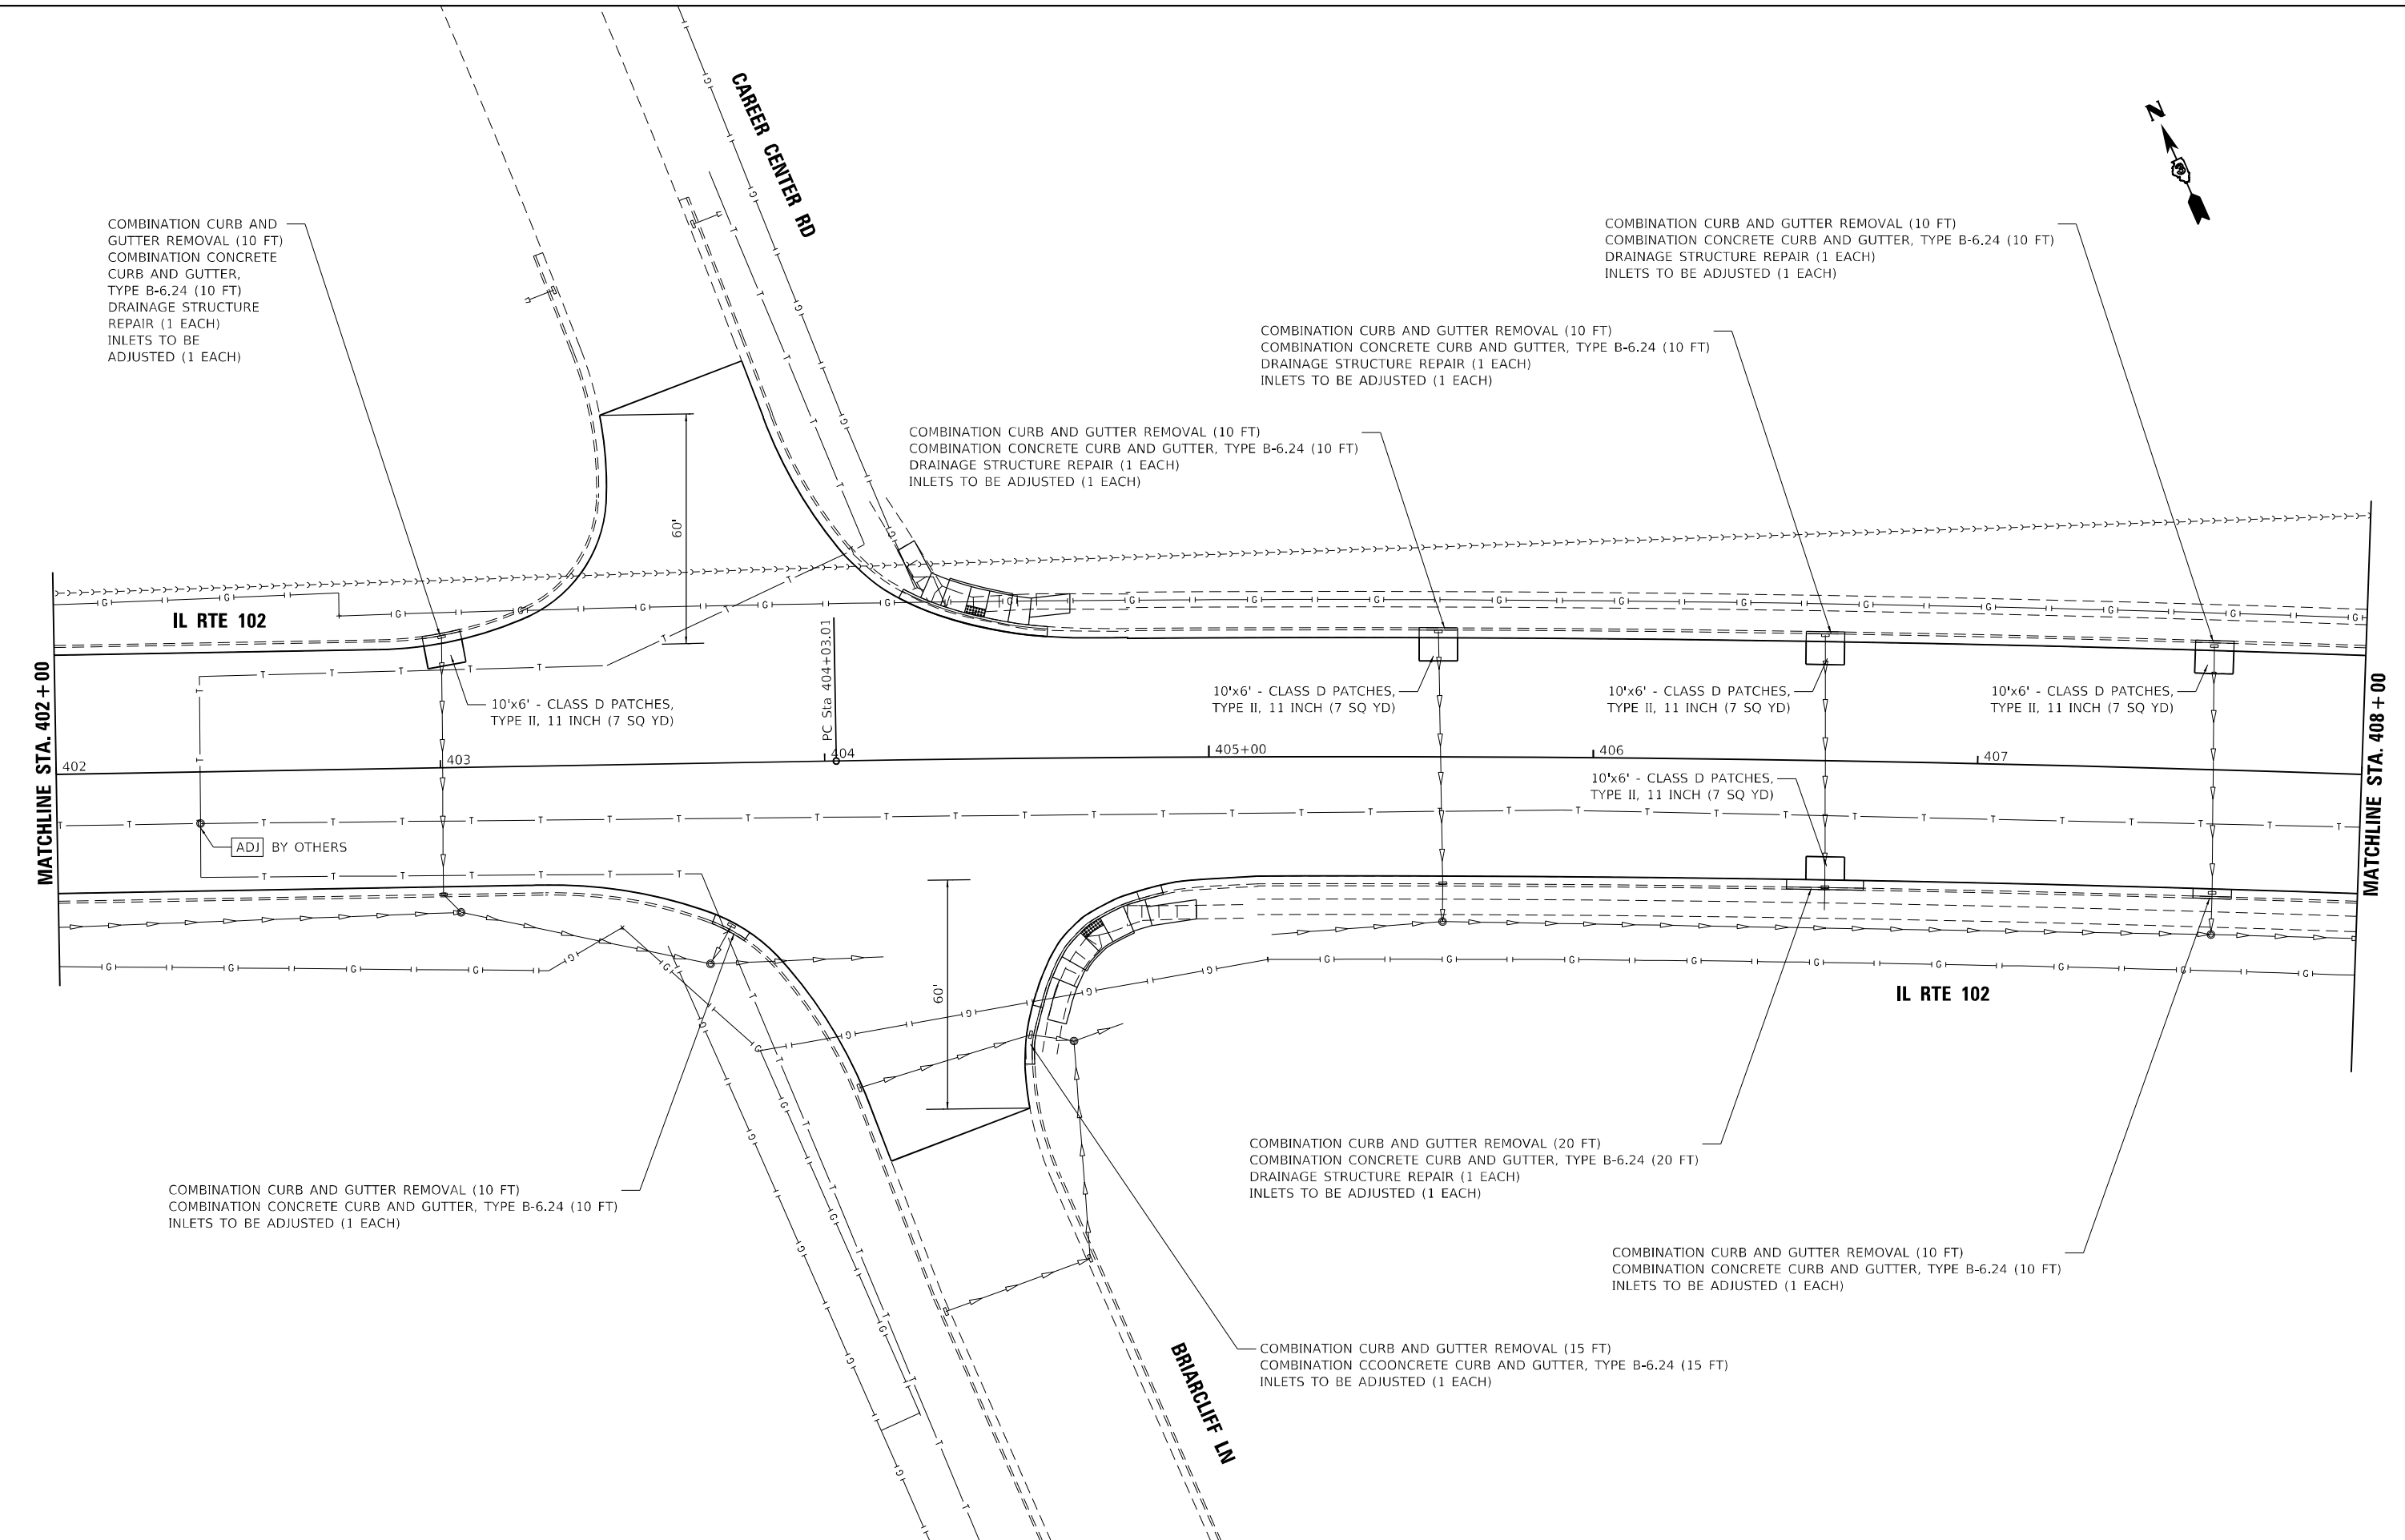 CAREER CENTER RD
N
COMBINATION CURB AND
GUTTER REMOVAL (10 FT)
COMBINATION CONCRETE
CURB AND GUTTER,
TYPE B-6.24 (10 FT)
DRAINAGE STRUCTURE
REPAIR (1 EACH)
INLETS TO BE
ADJUSTED (1 EACH)
COMBINATION CURB AND GUTTER REMOVAL (10 FT)
COMBINATION CONCRETE CURB AND GUTTER, TYPE B-6.24 (10 FT)
DRAINAGE STRUCTURE REPAIR (1 EACH)
INLETS TO BE ADJUSTED (1 EACH)
COMBINATION CURB AND GUTTER REMOVAL (10 FT)
COMBINATION CONCRETE CURB AND GUTTER, TYPE B-6.24 (10 FT)
DRAINAGE STRUCTURE REPAIR (1 EACH)
INLETS TO BE ADJUSTED (1 EACH)
COMBINATION CURB AND GUTTER REMOVAL (10 FT)
COMBINATION CONCRETE CURB AND GUTTER, TYPE B-6.24 (10 FT)
DRAINAGE STRUCTURE REPAIR (1 EACH)
INLETS TO BE ADJUSTED (1 EACH)
60'
IL RTE 102
MATCHLINE STA. 402+00
10'x6' - CLASS D PATCHES,
TYPE II, 11 INCH (7 SQ YD)
PC Sta 404+03.01
10'x6' - CLASS D PATCHES,
TYPE II, 11 INCH (7 SQ YD)
10'x6' - CLASS D PATCHES,
TYPE II, 11 INCH (7 SQ YD)
10'x6' - CLASS D PATCHES,
TYPE II, 11 INCH (7 SQ YD)
MATCHLINE STA. 408+00
402
403
404
405+00
406
407
10'x6' - CLASS D PATCHES,
TYPE II, 11 INCH (7 SQ YD)
ADJ BY OTHERS
60'
IL RTE 102
COMBINATION CURB AND GUTTER REMOVAL (10 FT)
COMBINATION CONCRETE CURB AND GUTTER, TYPE B-6.24 (10 FT)
INLETS TO BE ADJUSTED (1 EACH)
COMBINATION CURB AND GUTTER REMOVAL (20 FT)
COMBINATION CONCRETE CURB AND GUTTER, TYPE B-6.24 (20 FT)
DRAINAGE STRUCTURE REPAIR (1 EACH)
INLETS TO BE ADJUSTED (1 EACH)
COMBINATION CURB AND GUTTER REMOVAL (10 FT)
COMBINATION CONCRETE CURB AND GUTTER, TYPE B-6.24 (10 FT)
INLETS TO BE ADJUSTED (1 EACH)
COMBINATION CURB AND GUTTER REMOVAL (15 FT)
COMBINATION CCOONCRETE CURB AND GUTTER, TYPE B-6.24 (15 FT)
INLETS TO BE ADJUSTED (1 EACH)
BRIARCLIFF LN